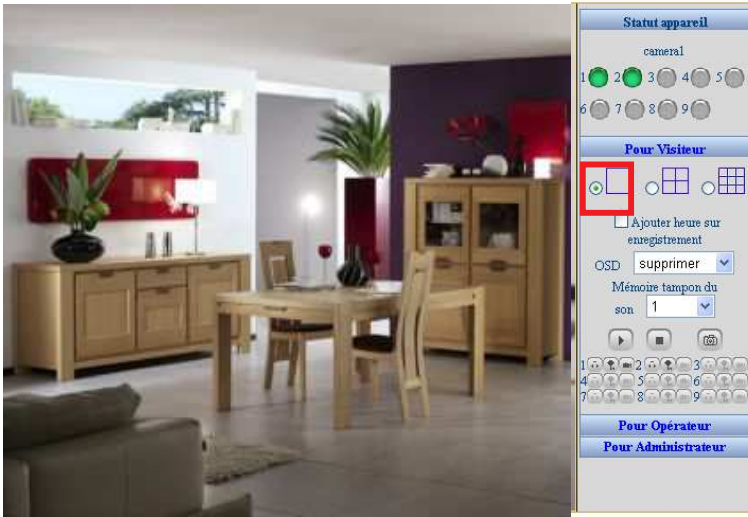 Statut appareil
camera1
1 2 3 4 5
6 7 8 9
Pour Visiteur
Ajouter heure sur
enregistrement
OSD supprimer
Mémoire tampon du
son 1
1 2 3
4 5 6
7 8 9
Pour Opérateur
Pour Administrateur